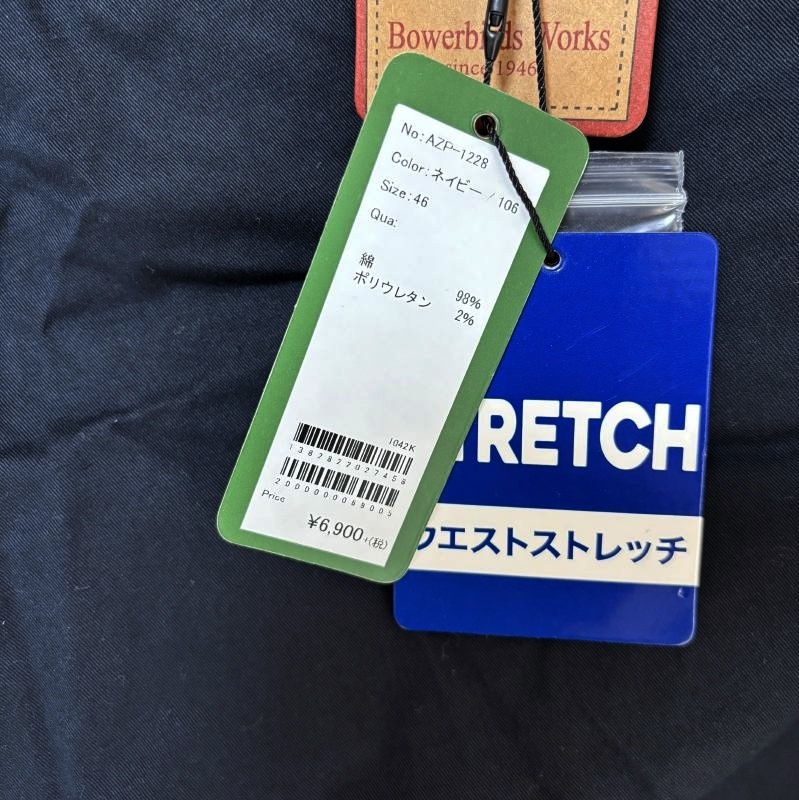 Bowerbirds Works
since 1946
No:AZP-1228
Color:ネイビー / 106
Size:46
Qua:
綿 98%
ポリウレタン 2%
1042K
Price
¥6,900+(税)
TRETCH
ウエストストレッチ